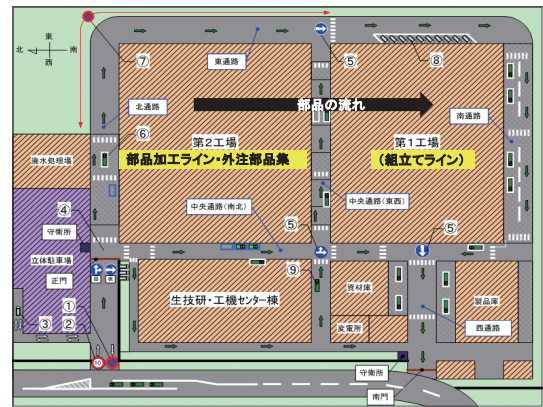 東
北
南
西
⑦
東通路
⑤
⑧
北通路
部品の流れ
南通路
⑥
第2工場
第1工場
部品加工ライン・外注部品集
(組立てライン)
廃水処理場
④
中央通路(南北)
中央通路(東西)
守衛所
⑤
⑤
立体駐車場
正門
⑨
生技研・工機センター棟
資材庫
製品庫
①
③
②
変電所
西通路
守衛所
南門